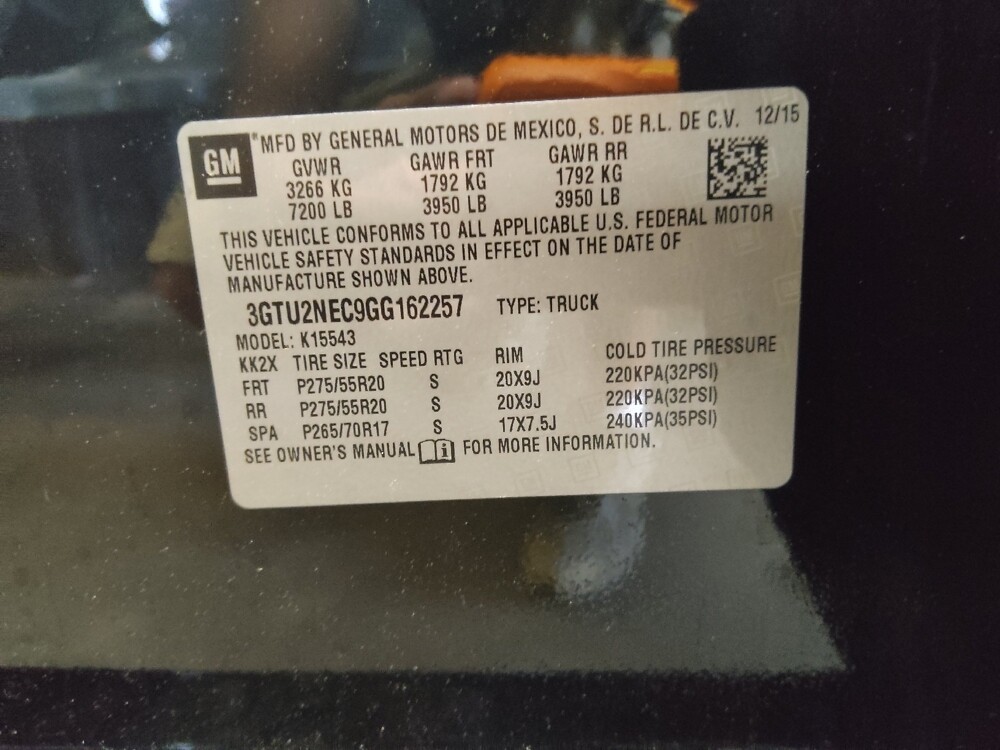 GM
*MFD BY GENERAL MOTORS DE MEXICO, S. DE R.L. DE C.V. 12/15
GVWR GAWR FRT GAWR RR
3266 KG 1792 KG 1792 KG
7200 LB 3950 LB 3950 LB
THIS VEHICLE CONFORMS TO ALL APPLICABLE U.S. FEDERAL MOTOR
VEHICLE SAFETY STANDARDS IN EFFECT ON THE DATE OF
MANUFACTURE SHOWN ABOVE.
3GTU2NEC9GG162257 TYPE: TRUCK
MODEL: K15543
KK2X TIRE SIZE SPEED RTG RIM COLD TIRE PRESSURE
FRT P275/55R20 S 20X9J 220KPA(32PSI)
RR P275/55R20 S 20X9J 220KPA(32PSI)
SPA P265/70R17 S 17X7.5J 240KPA(35PSI)
SEE OWNER'S MANUAL FOR MORE INFORMATION.